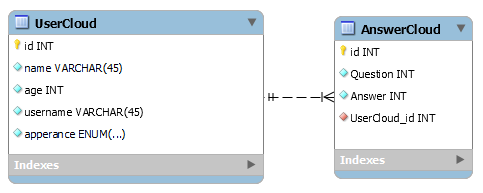 UserCloud
id INT
name VARCHAR(45)
age INT
username VARCHAR(45)
apperance ENUM(...)
Indexes
AnswerCloud
id INT
Question INT
Answer INT
UserCloud_id INT
Indexes